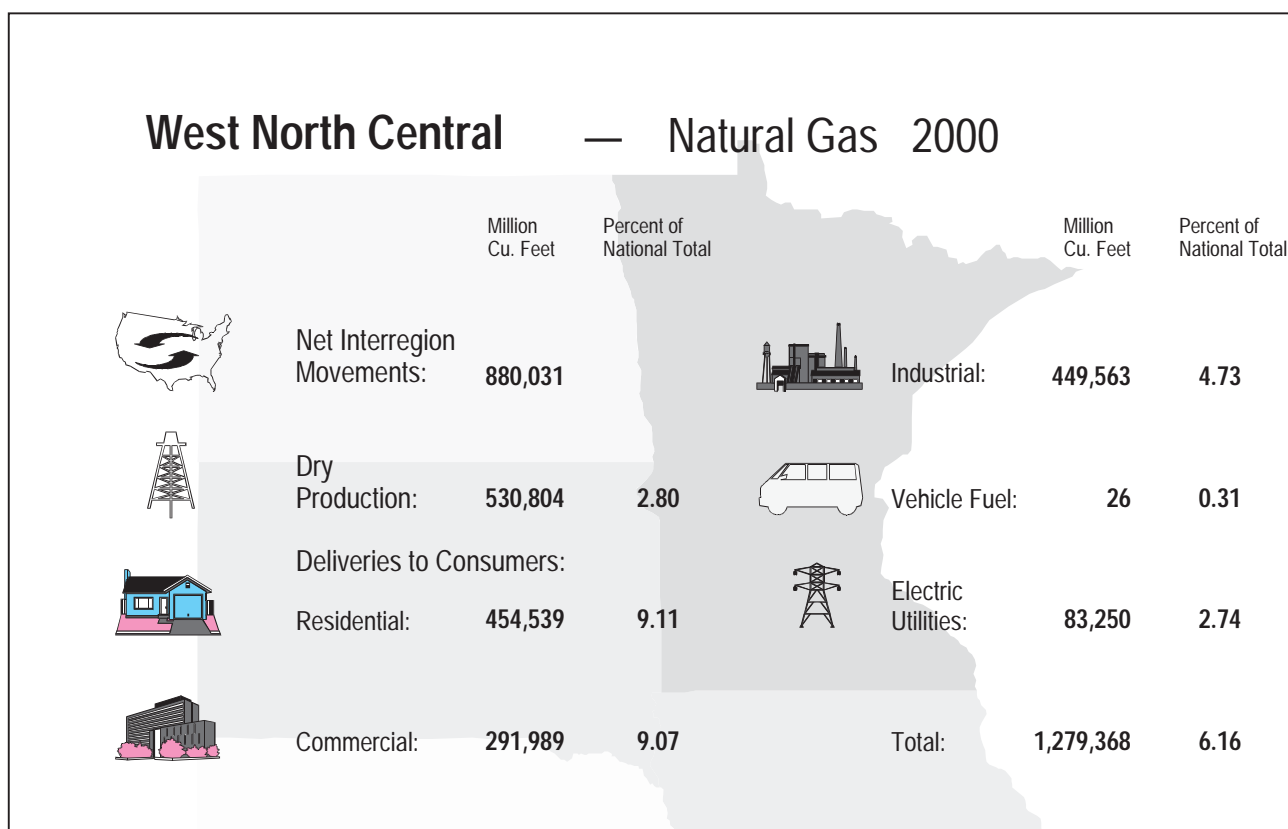 West North Central — Natural Gas 2000
Million
Cu. Feet
Percent of
National Total
Net Interregion
Movements: 880,031
Dry
Production: 530,804 2.80
Deliveries to Consumers:
Residential: 454,539 9.11
Commercial: 291,989 9.07
Million
Cu. Feet
Percent of
National Total
Industrial: 449,563 4.73
Vehicle Fuel: 26 0.31
Electric
Utilities: 83,250 2.74
Total: 1,279,368 6.16